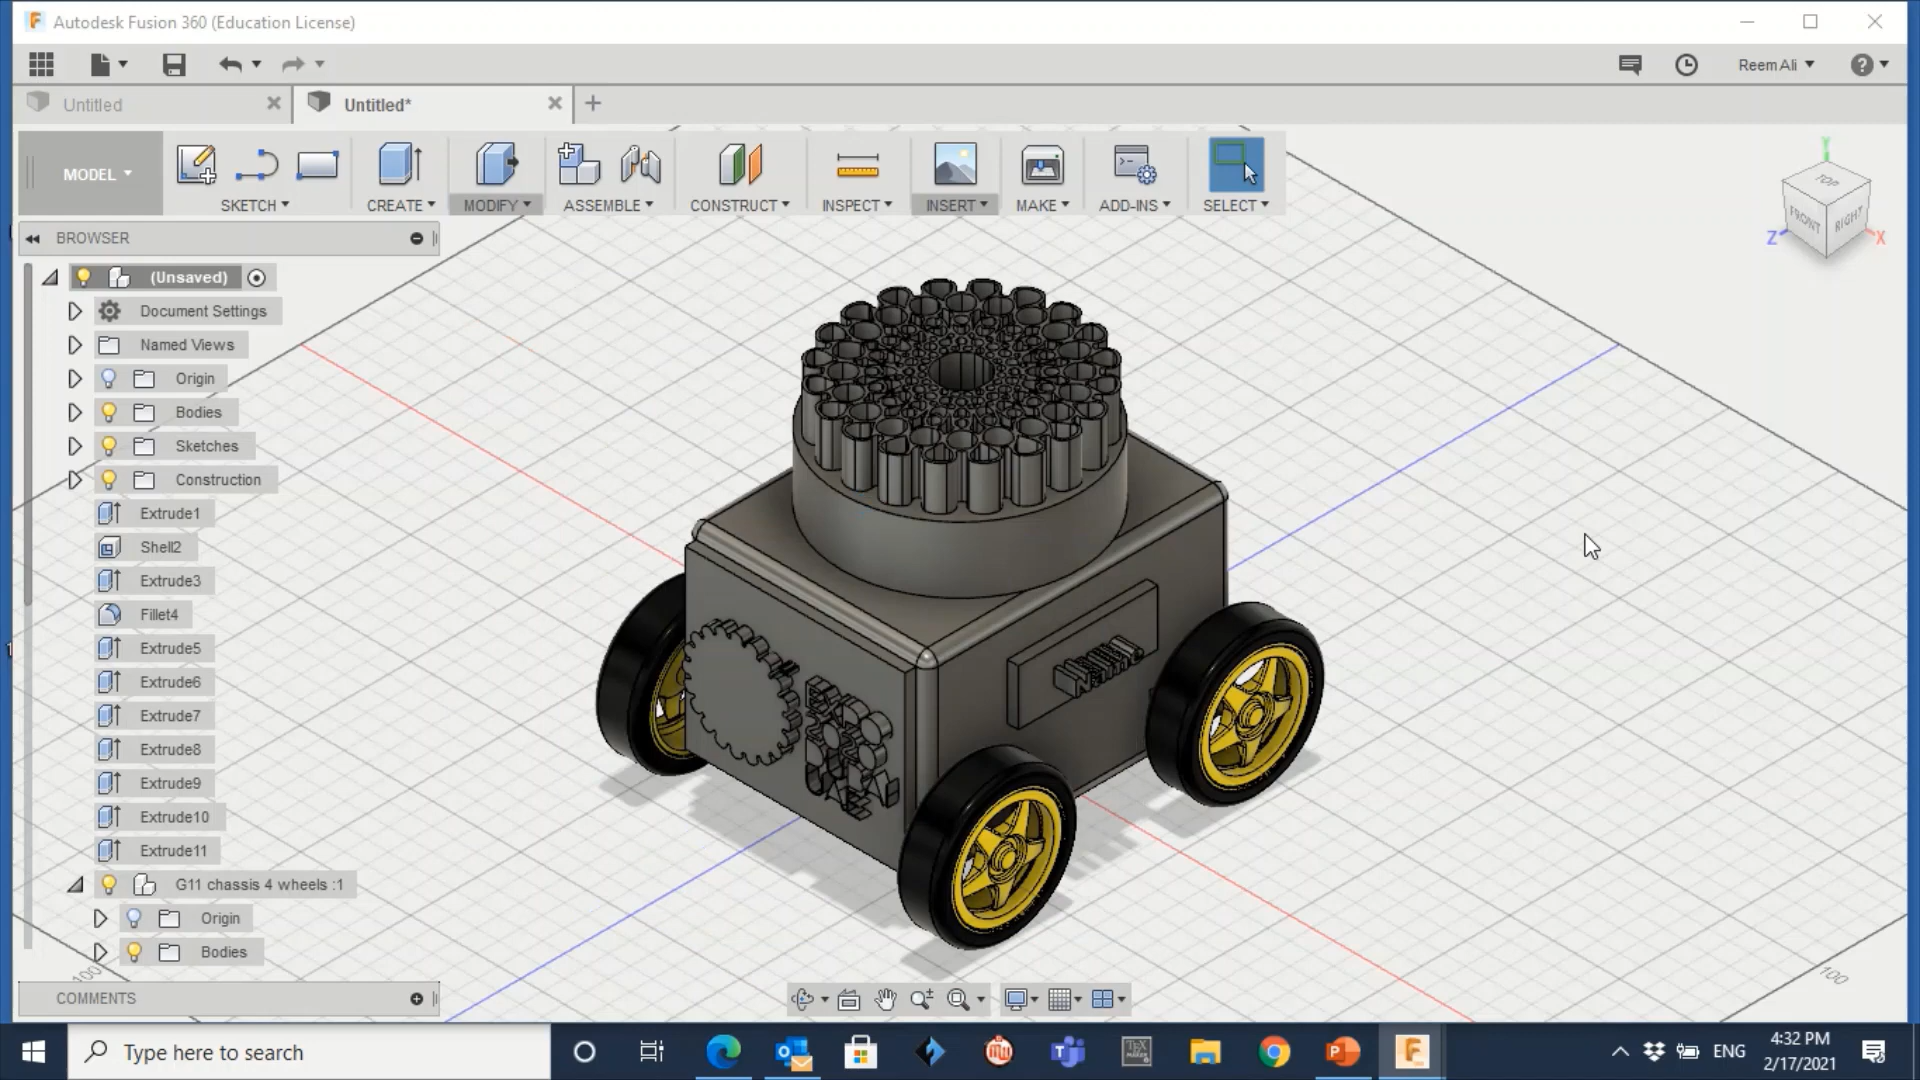 Autodesk Fusion 360 (Education License)
Reem Ali
Untitled
Untitled*
MODEL
SKETCH
CREATE
MODIFY
ASSEMBLE
CONSTRUCT
INSPECT
INSERT
MAKE
ADD-INS
SELECT
TOP
FRONT
RIGHT
Y
Z
X
BROWSER
(Unsaved)
Document Settings
Named Views
Origin
Bodies
Sketches
Construction
Extrude1
Shell2
Extrude3
Fillet4
Extrude5
Extrude6
Extrude7
Extrude8
Extrude9
Extrude10
Extrude11
G11 chassis 4 wheels :1
Origin
Bodies
UAE
100
100
COMMENTS
Type here to search
ENG
4:32 PM
2/17/2021